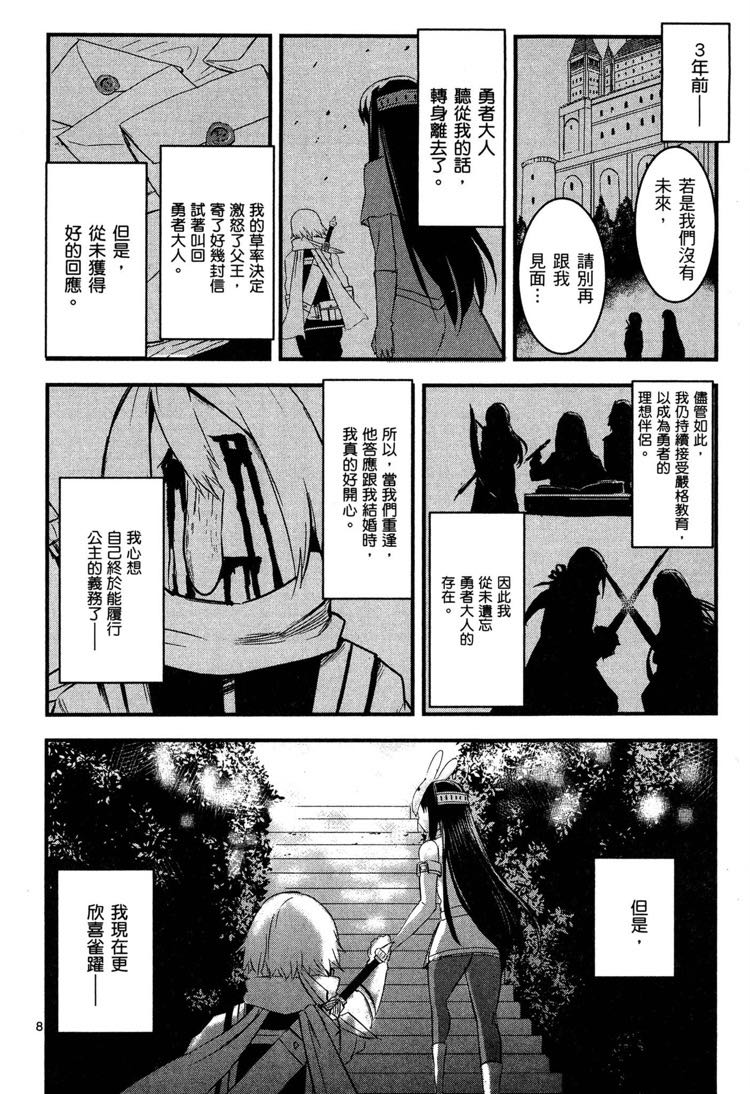 3年前——
若是我們沒有
未來，
請別再
跟我
見面…
勇者大人
聽從我的話，
轉身離去了。
我的草率決定
激怒了父王，
寄了好幾封信
試著叫回
勇者大人。
但是，
從未獲得
好的回應。
儘管如此，
我仍持續接受嚴格教育，
以成為勇者的
理想伴侶。
因此我
從未遺忘
勇者大人的
存在。
所以，當我們重逢，
他答應跟我結婚時，
我真的好開心。
我心想
自己終於能履行
公主的義務了——
但是，
我現在更
欣喜雀躍——
8